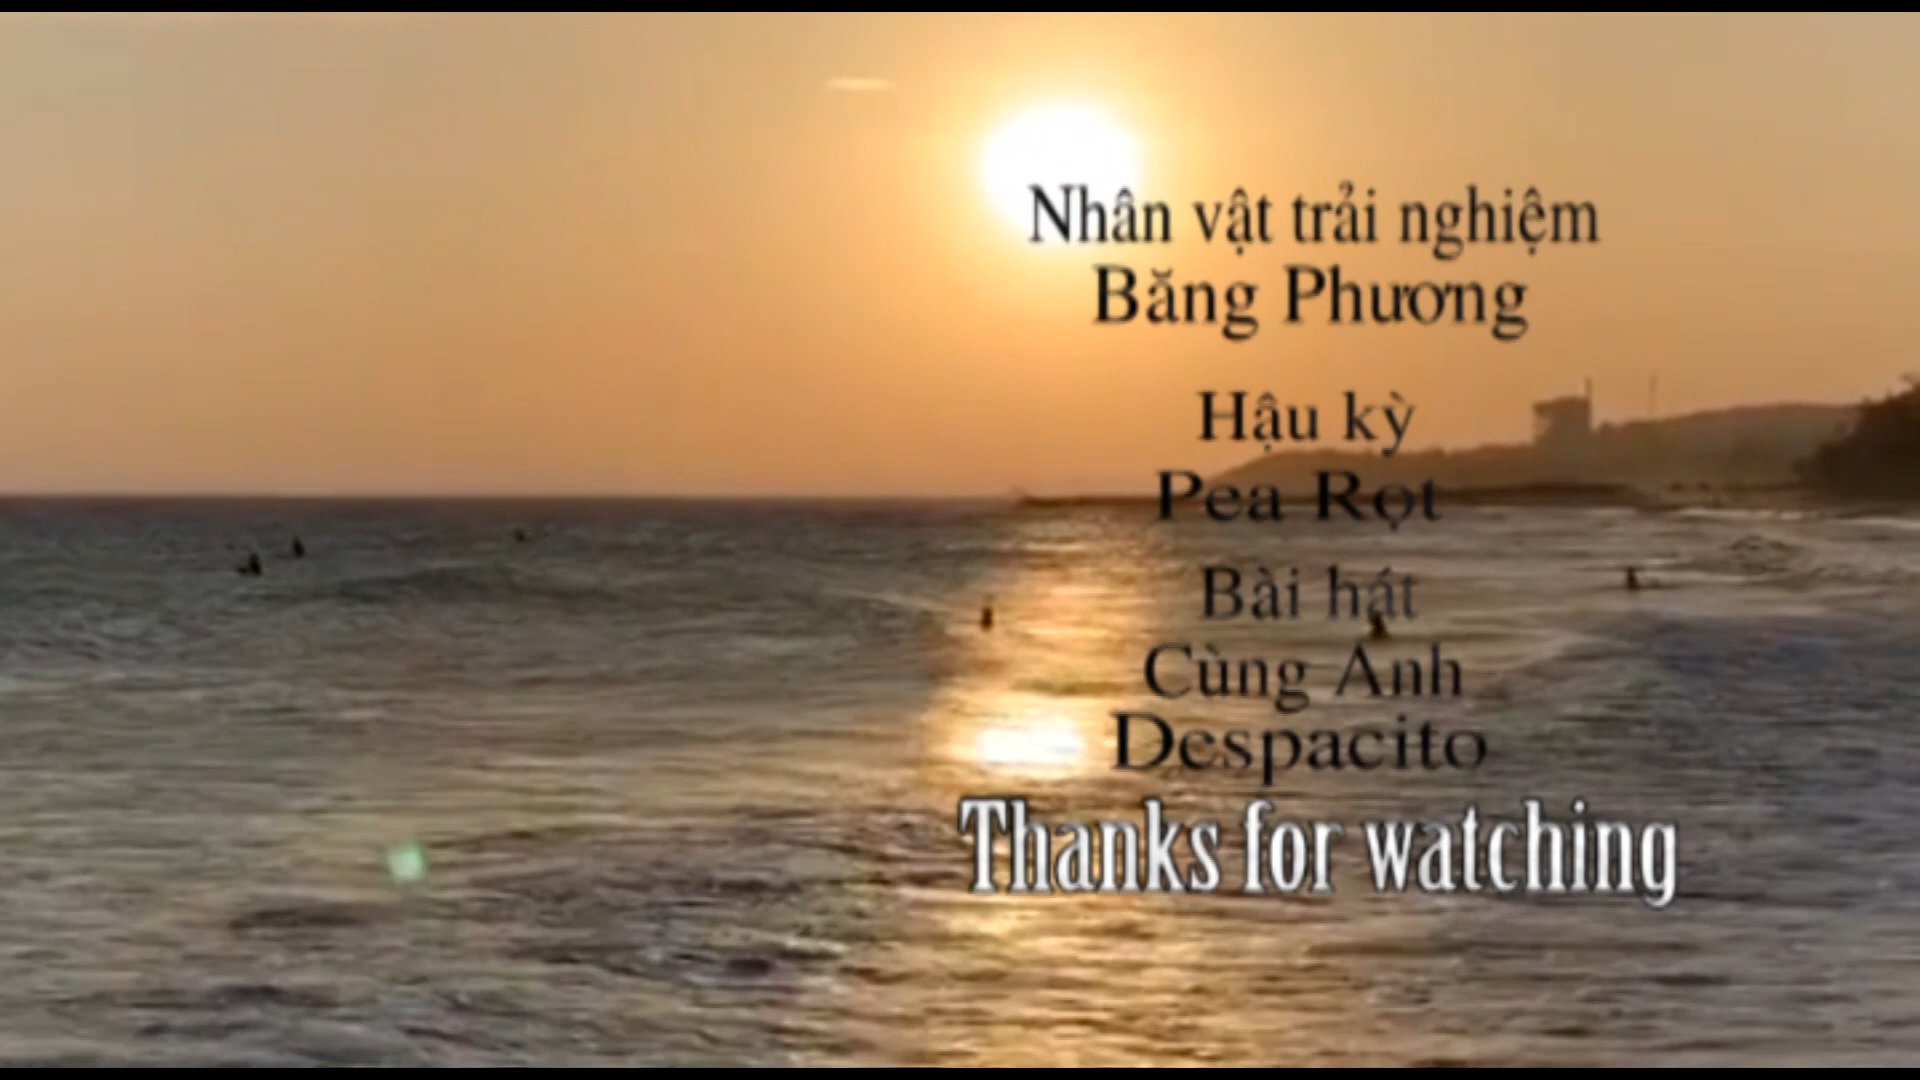 Nhân vật trải nghiệm
Băng Phương
Hậu kỳ
Pea Rọt
Bài hát
Cùng Anh
Despacito
Thanks for watching